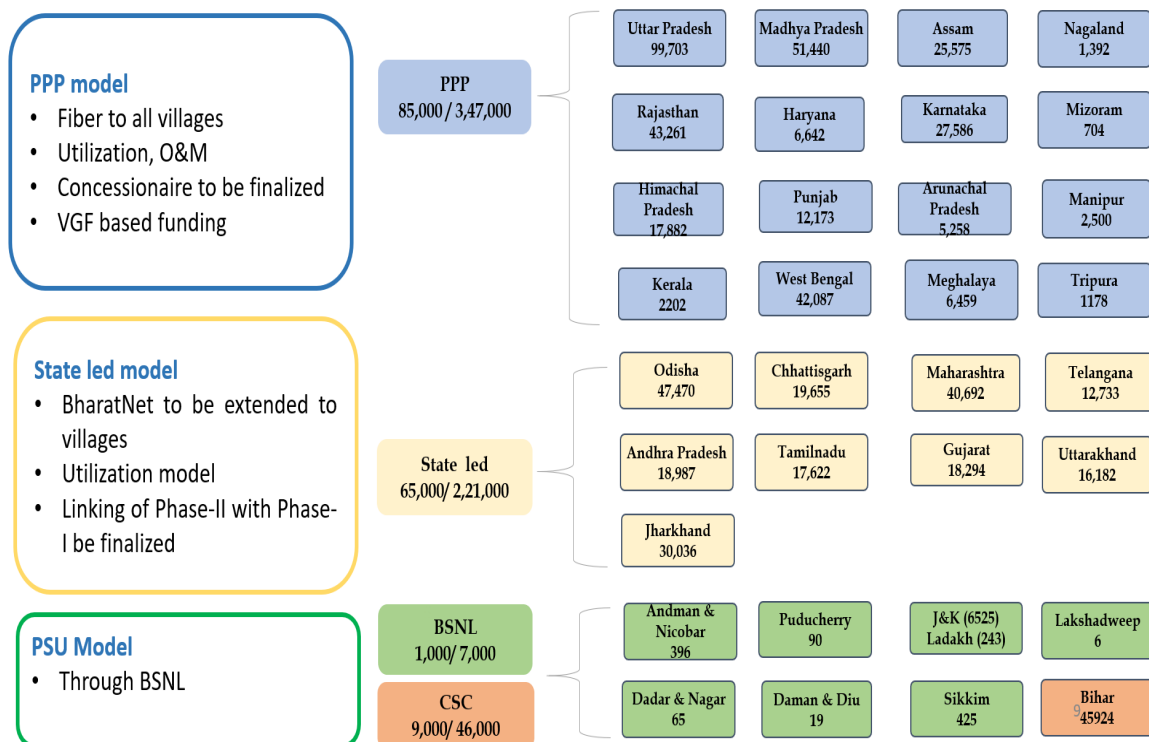 PPP model
• Fiber to all villages
• Utilization, O&M
• Concessionaire to be finalized
• VGF based funding
PPP
85,000 / 3,47,000
Uttar Pradesh
99,703
Madhya Pradesh
51,440
Assam
25,575
Nagaland
1,392
Rajasthan
43,261
Haryana
6,642
Karnataka
27,586
Mizoram
704
Himachal
Pradesh
17,882
Punjab
12,173
Arunachal
Pradesh
5,258
Manipur
2,500
Kerala
2202
West Bengal
42,087
Meghalaya
6,459
Tripura
1178
State led model
• BharatNet to be extended to
villages
• Utilization model
• Linking of Phase-II with Phase-
I be finalized
State led
65,000/ 2,21,000
Odisha
47,470
Chhattisgarh
19,655
Maharashtra
40,692
Telangana
12,733
Andhra Pradesh
18,987
Tamilnadu
17,622
Gujarat
18,294
Uttarakhand
16,182
Jharkhand
30,036
PSU Model
• Through BSNL
BSNL
1,000/ 7,000
CSC
9,000/ 46,000
Andman &
Nicobar
396
Puducherry
90
J&K (6525)
Ladakh (243)
Lakshadweep
6
Dadar & Nagar
65
Daman & Diu
19
Sikkim
425
Bihar
45924
9